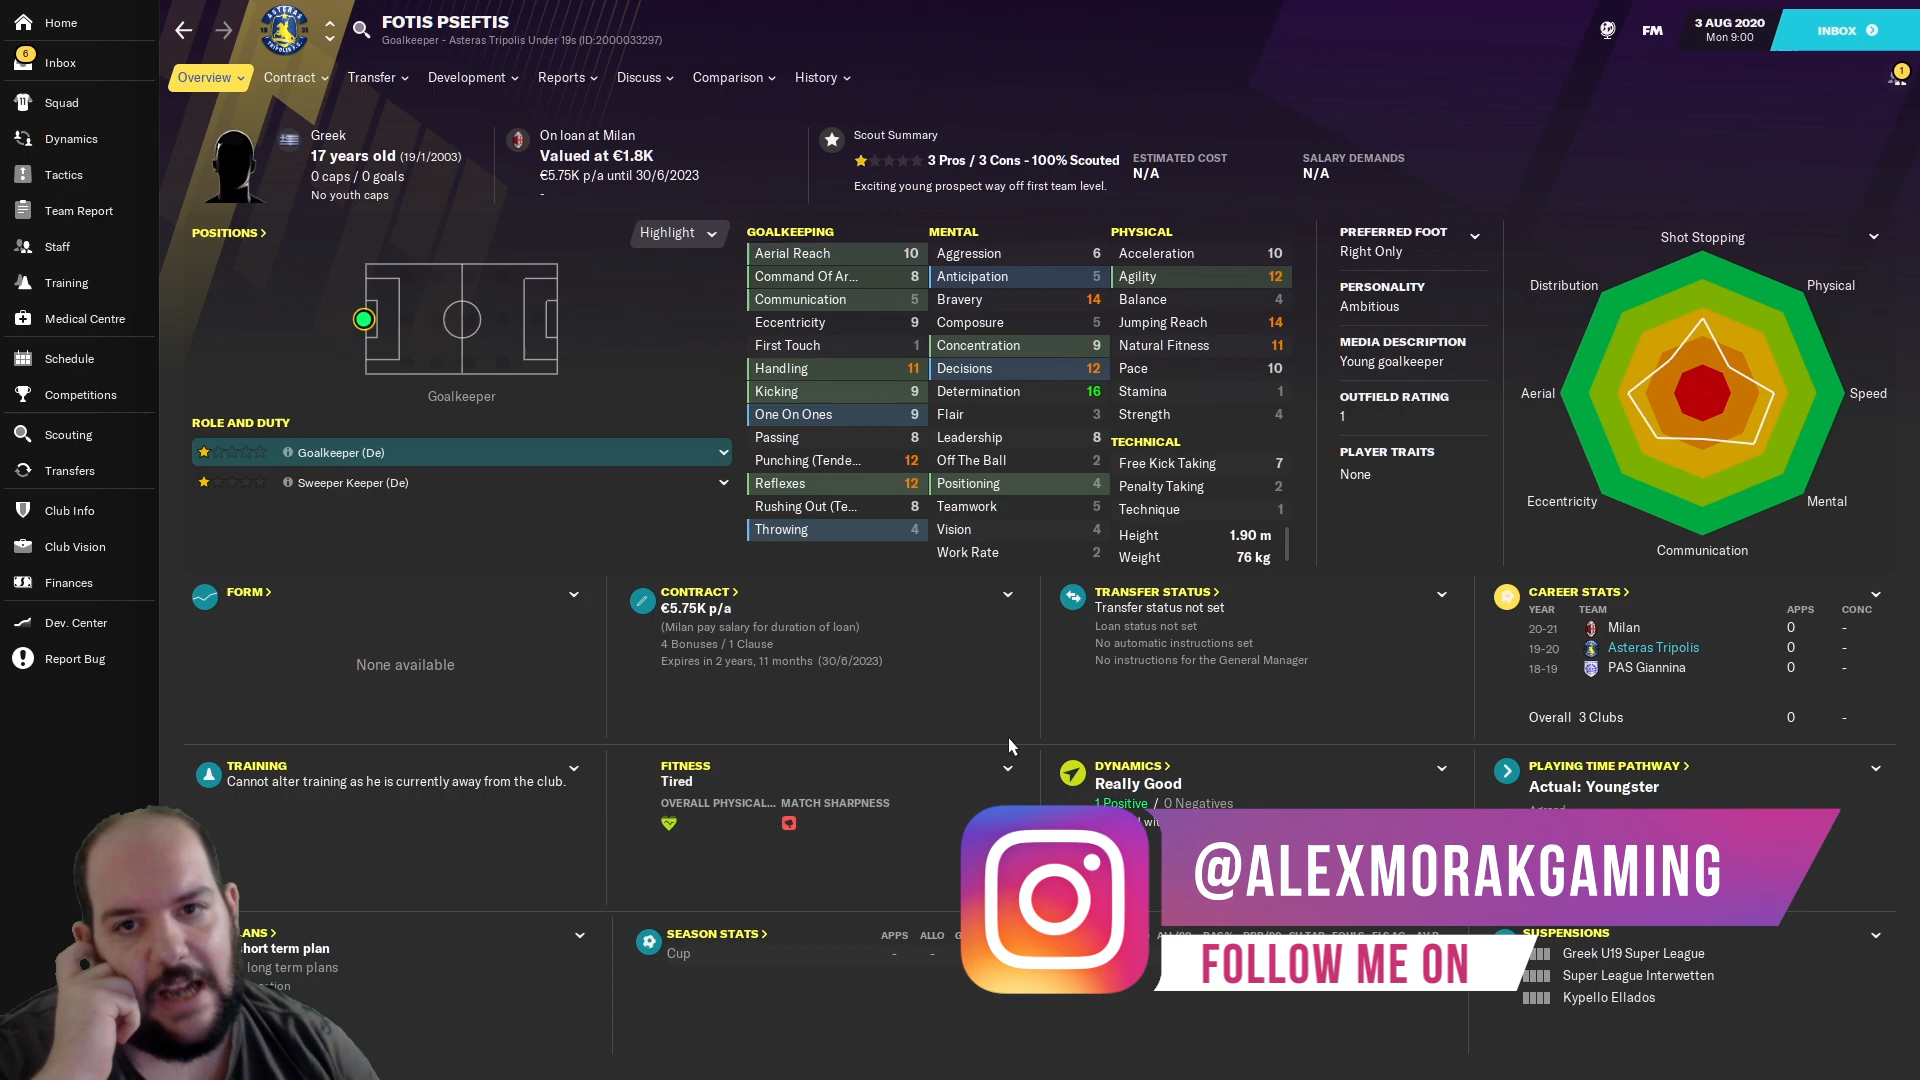 Home
6
Inbox
Squad
Dynamics
Tactics
Team Report
Staff
Training
Medical Centre
Schedule
Competitions
Scouting
Transfers
Club Info
Club Vision
Finances
Dev. Center
Report Bug
FOTIS PSEFTIS
Goalkeeper - Asteras Tripolis Under 19s (ID:2000033297)
FM
3 AUG 2020
Mon 9:00
INBOX
1
Overview Contract Transfer Development Reports Discuss Comparison History
Greek
17 years old (19/1/2003)
0 caps / 0 goals
No youth caps
On loan at Milan
Valued at €1.8K
€5.75K p/a until 30/6/2023
-
Scout Summary
3 Pros / 3 Cons - 100% Scouted
Exciting young prospect way off first team level.
ESTIMATED COST
N/A
SALARY DEMANDS
N/A
POSITIONS >
Highlight
Goalkeeper
ROLE AND DUTY
Goalkeeper (De)
Sweeper Keeper (De)
GOALKEEPING
Aerial Reach 10
Command Of Ar... 8
Communication 5
Eccentricity 9
First Touch 1
Handling 11
Kicking 9
One On Ones 9
Passing 8
Punching (Tende... 12
Reflexes 12
Rushing Out (Te... 8
Throwing 4
MENTAL
Aggression 6
Anticipation 5
Bravery 14
Composure 5
Concentration 9
Decisions 12
Determination 16
Flair 3
Leadership 8
Off The Ball 2
Positioning 4
Teamwork 5
Vision 4
Work Rate 2
PHYSICAL
Acceleration 10
Agility 12
Balance 4
Jumping Reach 14
Natural Fitness 11
Pace 10
Stamina 1
Strength 4
TECHNICAL
Free Kick Taking 7
Penalty Taking 2
Technique 1
Height 1.90 m
Weight 76 kg
PREFERRED FOOT
Right Only
PERSONALITY
Ambitious
MEDIA DESCRIPTION
Young goalkeeper
OUTFIELD RATING
1
PLAYER TRAITS
None
Shot Stopping
Distribution
Physical
Aerial
Speed
Eccentricity
Mental
Communication
FORM >
None available
CONTRACT >
€5.75K p/a
(Milan pay salary for duration of loan)
4 Bonuses / 1 Clause
Expires in 2 years, 11 months (30/6/2023)
TRANSFER STATUS >
Transfer status not set
Loan status not set
No automatic instructions set
No instructions for the General Manager
CAREER STATS >
YEAR TEAM APPS CONC
20-21 Milan 0 -
19-20 Asteras Tripolis 0 -
18-19 PAS Giannina 0 -
Overall 3 Clubs 0 -
TRAINING
Cannot alter training as he is currently away from the club.
FITNESS
Tired
OVERALL PHYSICAL... MATCH SHARPNESS
DYNAMICS >
Really Good
1 Positive / 0 Negatives
PLAYING TIME PATHWAY >
Actual: Youngster
@ALEXMORAKGAMING
FOLLOW ME ON
LANS >
short term plan
long term plans
SEASON STATS >
APPS ALLO
Cup - -
SUSPENSIONS
Greek U19 Super League
Super League Interwetten
Kypello Ellados